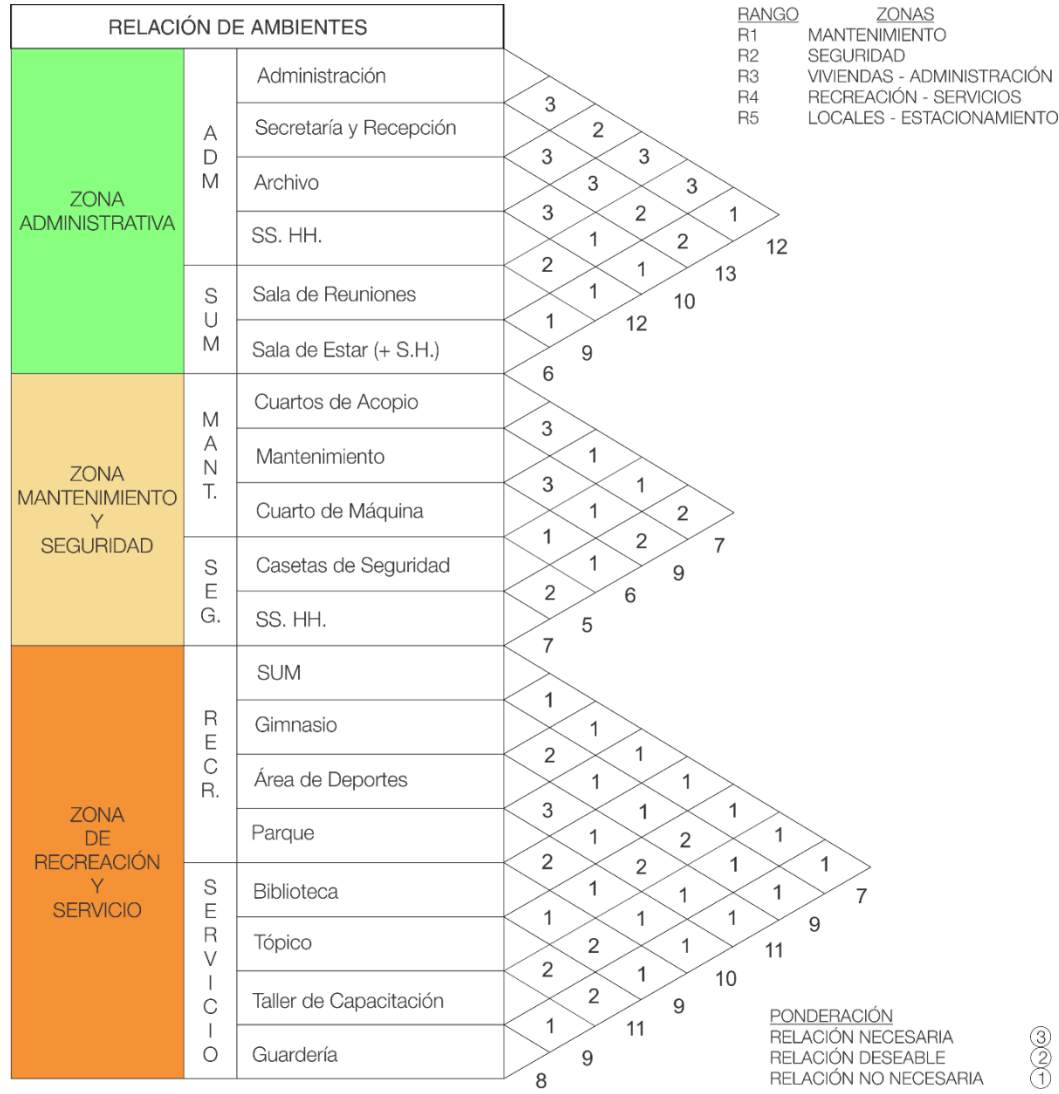 RELACIÓN DE AMBIENTES
RANGO ZONAS
R1 MANTENIMIENTO
R2 SEGURIDAD
R3 VIVIENDAS - ADMINISTRACIÓN
R4 RECREACIÓN - SERVICIOS
R5 LOCALES - ESTACIONAMIENTO
ZONA
ADMINISTRATIVA
A
D
M
Administración
Secretaría y Recepción
Archivo
SS. HH.
S
U
M
Sala de Reuniones
Sala de Estar (+ S.H.)
3
2
3 3
3 3
3 2 1
1 2 12
2 1 13
1 10
1 12
9
6
ZONA
MANTENIMIENTO
Y
SEGURIDAD
M
A
N
T.
Cuartos de Acopio
Mantenimiento
Cuarto de Máquina
S
E
G.
Casetas de Seguridad
SS. HH.
3
1
3 1
1 2
1 2 7
1 9
2 6
5
7
ZONA
DE
RECREACIÓN
Y
SERVICIO
R
E
C
R.
SUM
Gimnasio
Área de Deportes
Parque
S
E
R
V
I
C
I
O
Biblioteca
Tópico
Taller de Capacitación
Guardería
1
1
2 1
1 1
3 1 1
1 2 1
2 2 1 1
1 1 1 7
1 1 1 9
2 1 11
2 1 10
2 9
1 11
9
8
PONDERACIÓN
RELACIÓN NECESARIA 3
RELACIÓN DESEABLE 2
RELACIÓN NO NECESARIA 1